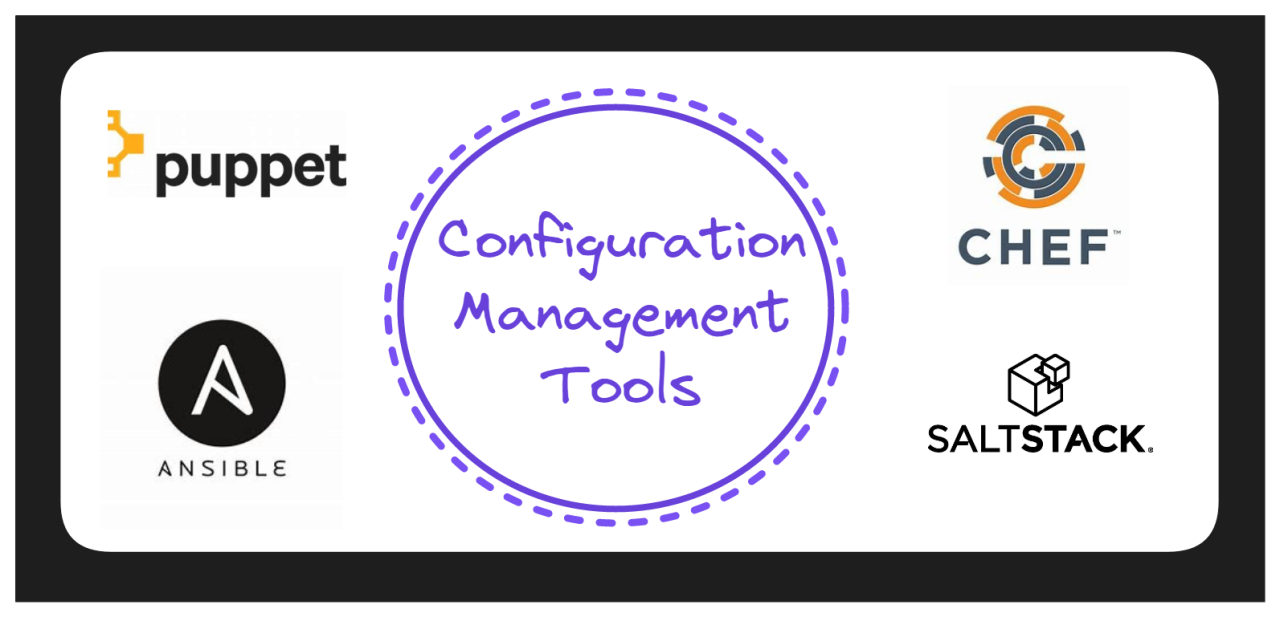 puppet
Configuration
Management
Tools
CHEF™
ANSIBLE
SALTSTACK®